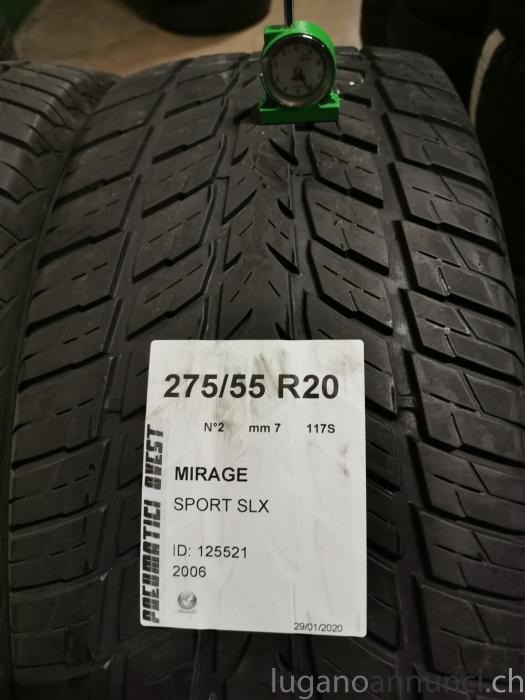 275/55 R20
N°2 mm 7 117S
PNEUMATICI OVEST
MIRAGE
SPORT SLX
ID: 125521
2006
29/01/2020
luganoannunci.ch